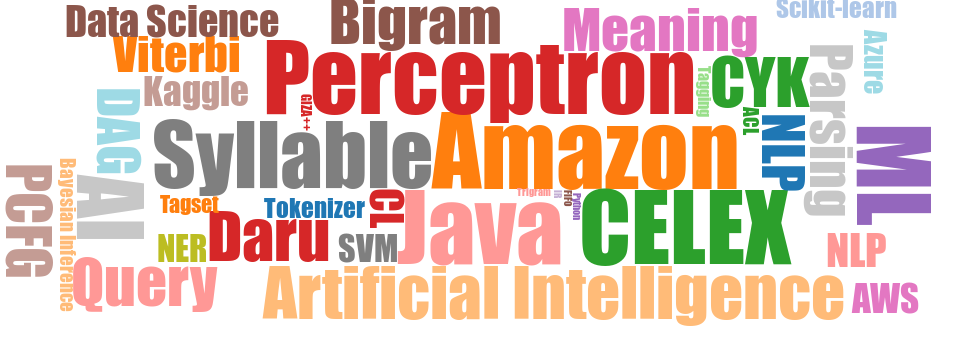 Data Science
Bigram
Meaning
Scikit-learn
Viterbi
Perceptron
Azure
Kaggle
GIZA++
Tagging
CYK
Parsing
DAG
Syllable
Amazon
ACL
NLP
ML
PCFG
Bayesian Inference
AI
Tagset
Tokenizer
CL
Java
Trigram
FIFO
Python
CELEX
NER
Daru
SVM
NLP
Query
Artificial Intelligence
AWS